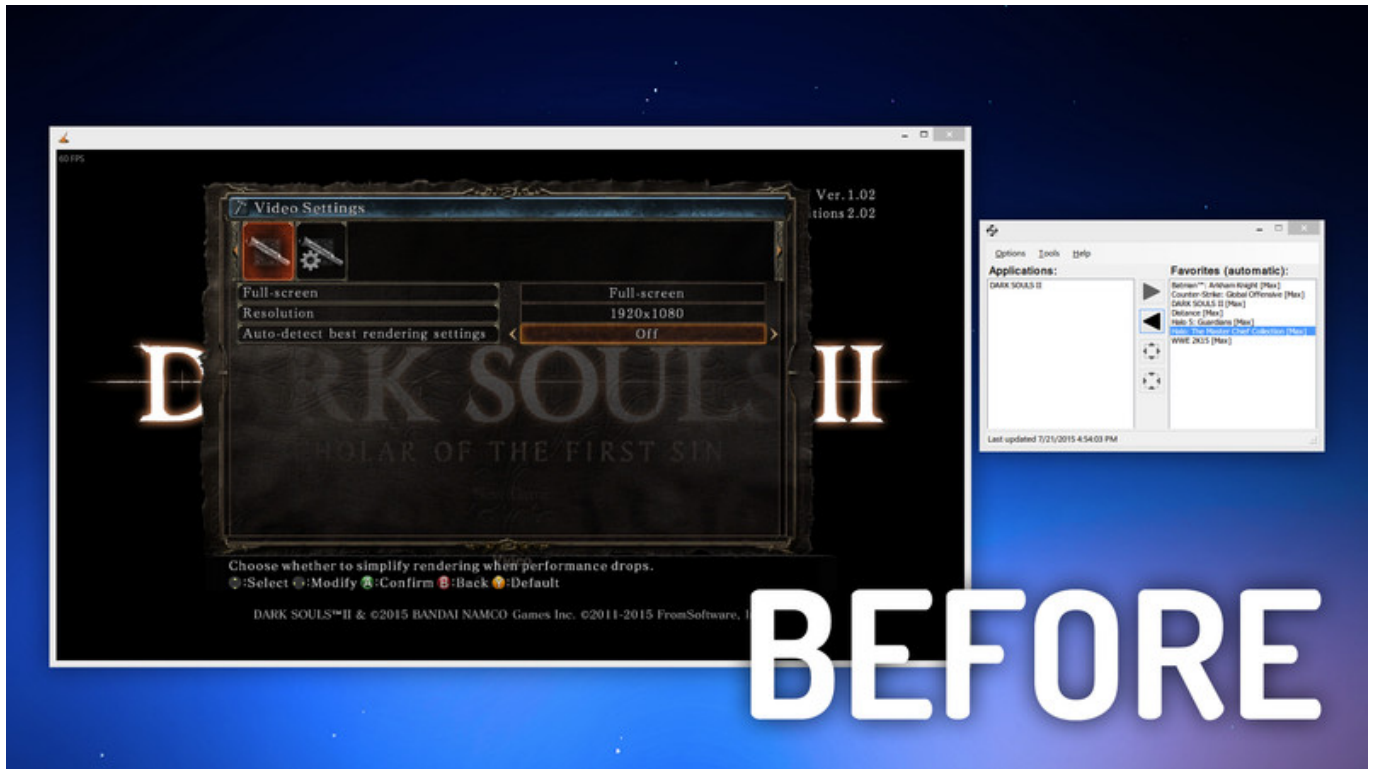 60 FPS
Ver. 1.02
tions 2.02
Video Settings
Full-screen
Full-screen
Resolution
1920x1080
Auto-detect best rendering settings
Off
DARK SOULS II
OLAR OF THE FIRST SIN
New Game
Video
Choose whether to simplify rendering when performance drops.
:Select :Modify A:Confirm B:Back Y:Default
DARK SOULS™II & ©2015 BANDAI NAMCO Games Inc. ©2011-2015 FromSoftware, I
Options Tools Help
Applications:
DARK SOULS II
Favorites (automatic):
Batman™: Arkham Knight [Max]
Counter-Strike: Global Offensive [Max]
DARK SOULS II [Max]
Distance [Max]
Halo 5: Guardians [Max]
Halo: The Master Chief Collection [Max]
WWE 2K15 [Max]
Last updated 7/21/2015 4:54:03 PM
BEFORE